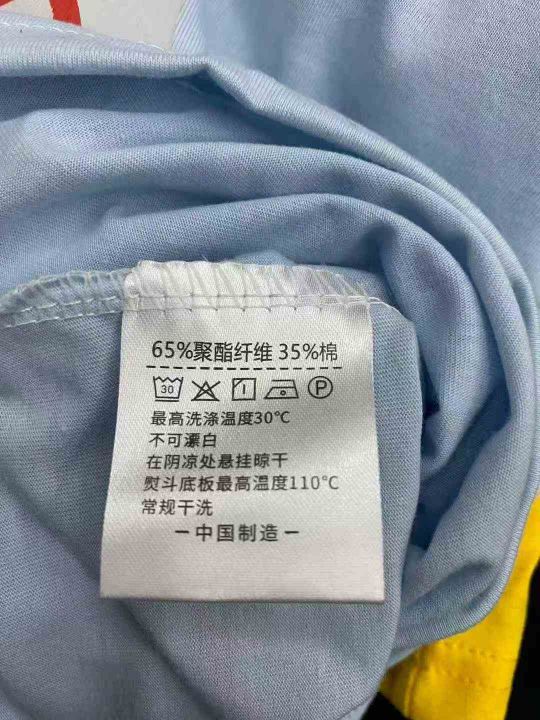 65%聚酯纤维 35%棉
30 P
最高洗涤温度30℃
不可漂白
在阴凉处悬挂晾干
熨斗底板最高温度110℃
常规干洗
－中国制造－